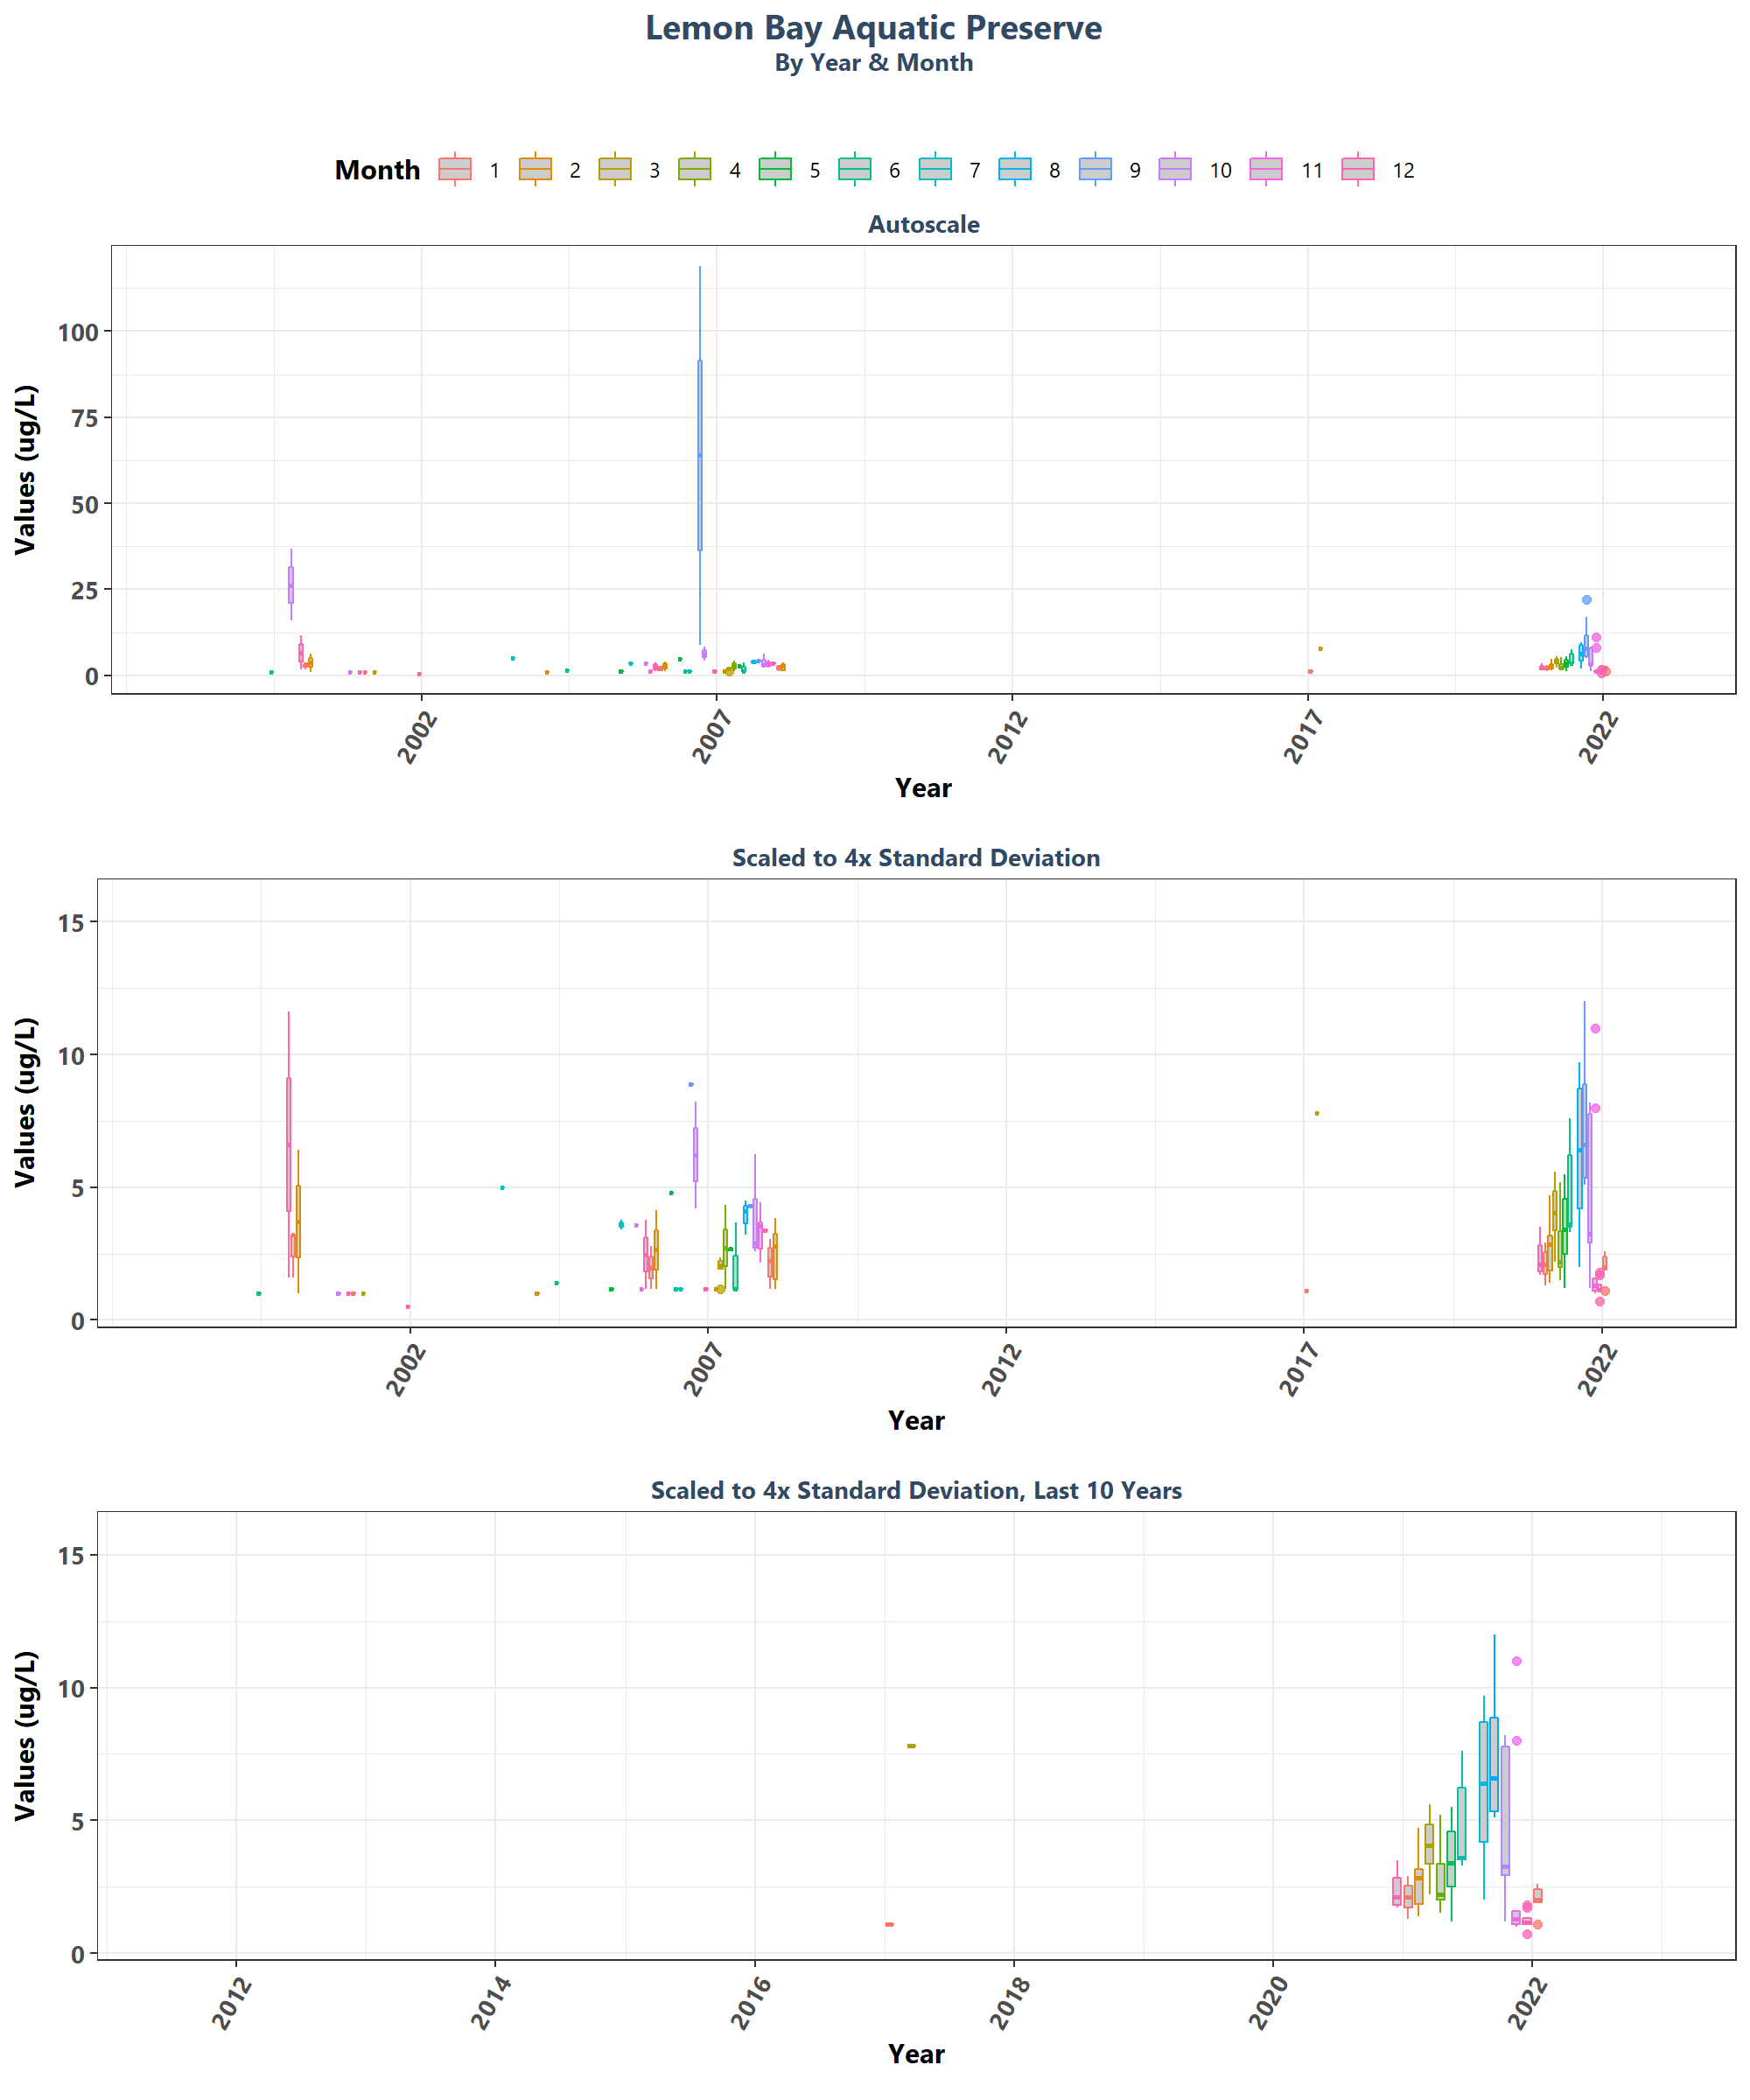 Lemon Bay Aquatic Preserve
By Year & Month
Month 1 2 3 4 5 6 7 8 9 10 11 12
Autoscale
Values (ug/L)
100
75
50
25
0
2002 2007 2012 2017 2022
Year
Scaled to 4x Standard Deviation
Values (ug/L)
15
10
5
0
2002 2007 2012 2017 2022
Year
Scaled to 4x Standard Deviation, Last 10 Years
Values (ug/L)
15
10
5
0
2012 2014 2016 2018 2020 2022
Year